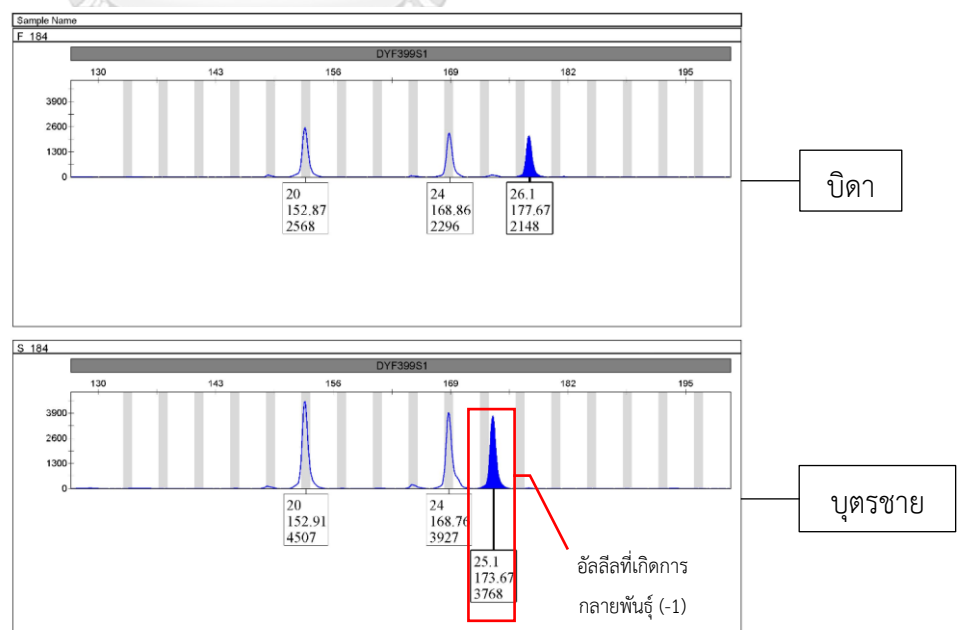 Sample Name
F_184
DYF399S1
130 143 156 169 182 195
3900
2600
1300
0
20
152.87
2568
24
168.86
2296
26.1
177.67
2148
บิดา
S_184
DYF399S1
130 143 156 169 182 195
3900
2600
1300
0
20
152.91
4507
24
168.76
3927
25.1
173.67
3768
บุตรชาย
อัลลีลที่เกิดการ
กลายพันธุ์ (-1)